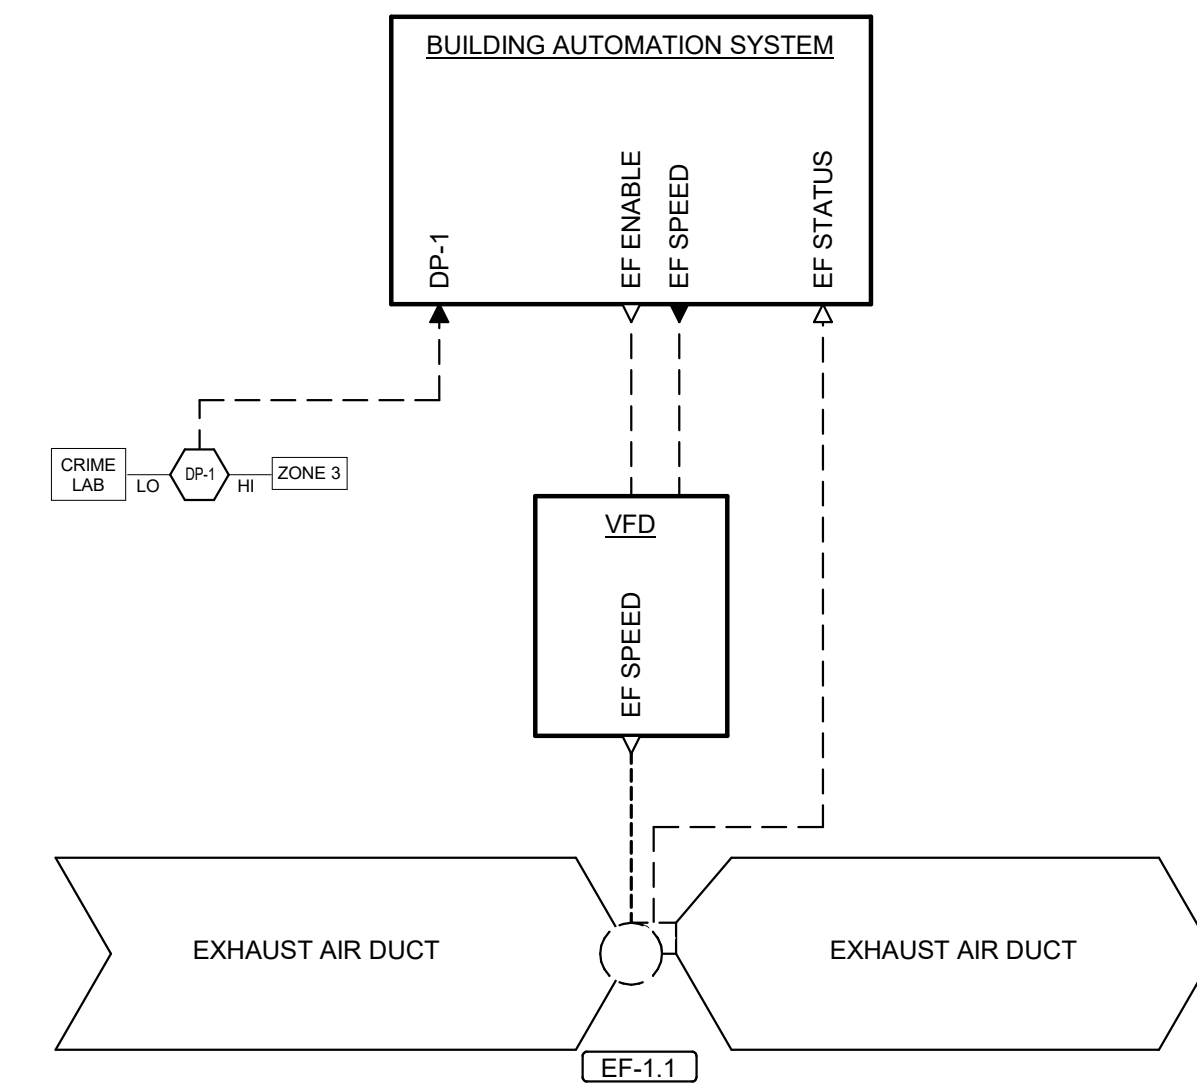 BUILDING AUTOMATION SYSTEM
DP-1
EF ENABLE
EF SPEED
EF STATUS
CRIME
LAB
LO
DP-1
HI
ZONE 3
VFD
EF SPEED
EXHAUST AIR DUCT
EXHAUST AIR DUCT
EF-1.1